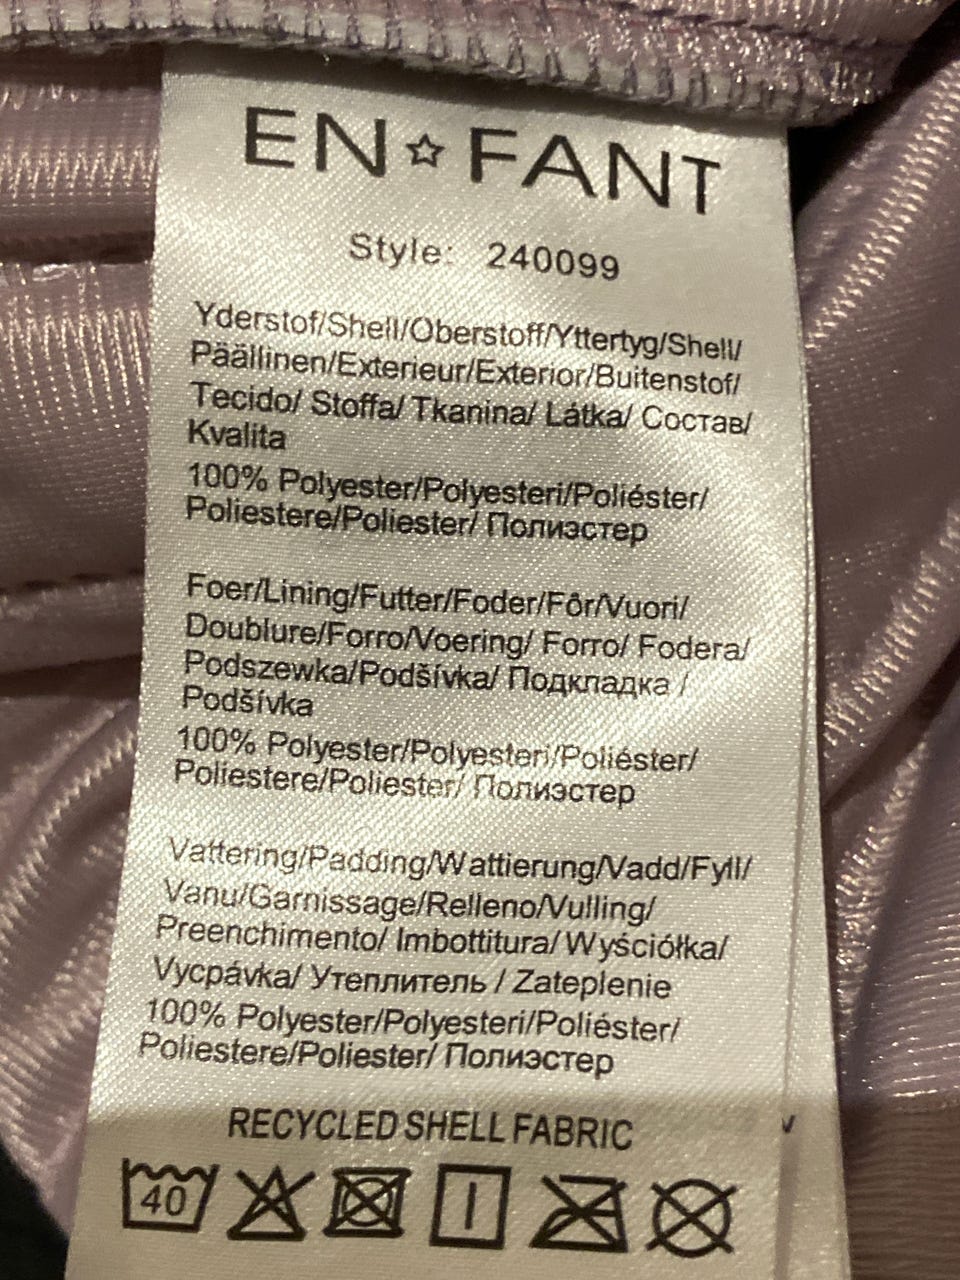 EN☆FANT
Style: 240099
Yderstof/Shell/Oberstoff/Yttertyg/Shell/
Päällinen/Exterieur/Exterior/Buitenstof/
Tecido/ Stoffa/ Tkanina/ Látka/ Состав/
Kvalita
100% Polyester/Polyesteri/Poliéster/
Poliestere/Poliester/ Полиэстер
Foer/Lining/Futter/Foder/Fôr/Vuori/
Doublure/Forro/Voering/ Forro/ Fodera/
Podszewka/Podšívka/ Подкладка /
Podšívka
100% Polyester/Polyesteri/Poliéster/
Poliestere/Poliester/ Полиэстер
Vattering/Padding/Wattierung/Vadd/Fyll/
Vanu/Garnissage/Relleno/Vulling/
Preenchimento/ Imbottitura/ Wyściółka/
Vycpávka/ Утеплитель / Zateplenie
100% Polyester/Polyesteri/Poliéster/
Poliestere/Poliester/ Полиэстер
RECYCLED SHELL FABRIC
40